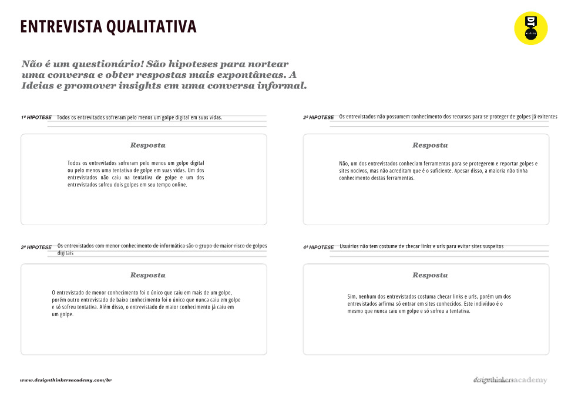 ENTREVISTA QUALITATIVA
Não é um questionário! São hipoteses para nortear
uma conversa e obter respostas mais expontâneas. A
Ideias e promover insights em uma conversa informal.
1ª HIPOTESE Todos os entrevitados sofreram pelo menos um golpe digital em suas vidas.
Resposta
Todos os entrevistados sofreram pelo menos um golpe digital
ou pelo menos uma tentativa de golpe em suas vidas. Um dos
entrevistados não caiu na tentativa de golpe e um dos
entrevistados sofreu dois golpes em seu tempo online.
2ª HIPOTESE Os entrevistados não possuem conhecimento dos recursos para se proteger de golpes já exitentes
Resposta
Não, um dos entrevistados conheciam ferramentas para se protegerem e reportar golpes e
sites nocivos, mas não acreditam que é o suficiente. Apesar disso, a maioria não tinha
conhecimento destas ferramentas.
3ª HIPOTESE Os entrevistados com menor conhecimento de informática são o grupo de maior risco de golpes
digitais
Resposta
O entrevistado de menor conhecimento foi o único que caiu em mais de um golpe,
porém outro entrevistado de baixo conhecimento foi o único que nunca caiu em golpe
e só sofreu tentativa. Além disso, o entrevistado de maior conhecimento já caiu em
um golpe.
4ª HIPOTESE Usuários não tem costume de checar links e urls para evitar sites suspeitos
Resposta
Sim, nenhum dos entrevistados costuma checar links e urls, porém um dos
entrevistados afirma só entrar em sites conhecidos. Este indivíduo é o
mesmo que nunca caiu em golpe e só sofreu a tentativa.
www.designthinkersacademy.com/br
designthinkersacademy